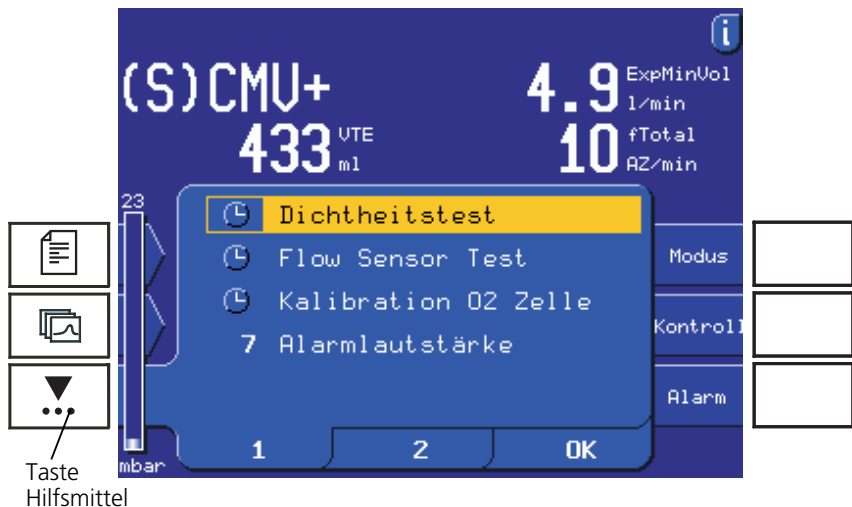 i
(S)CMV+
4.9 ExpMinVol l/min
433 VTE ml
10 fTotal AZ/min
23
Dichtheitstest
Flow Sensor Test
Kalibration O2 Zelle
7 Alarmlautstärke
Modus
Kontroll
Alarm
1 2 OK
mbar
Taste
Hilfsmittel